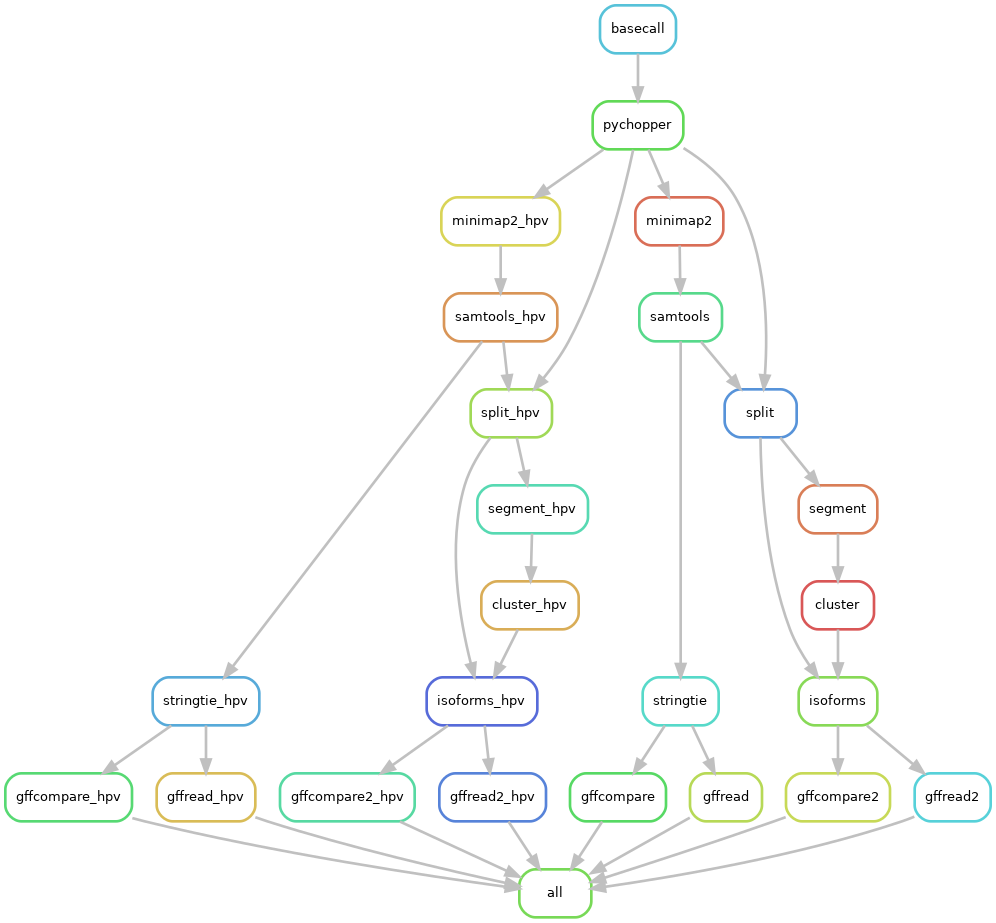 basecall
pychopper
minimap2_hpv
minimap2
samtools_hpv
samtools
split_hpv
split
segment_hpv
segment
cluster_hpv
cluster
stringtie_hpv
isoforms_hpv
stringtie
isoforms
gffcompare_hpv
gffread_hpv
gffcompare2_hpv
gffread2_hpv
gffcompare
gffread
gffcompare2
gffread2
all